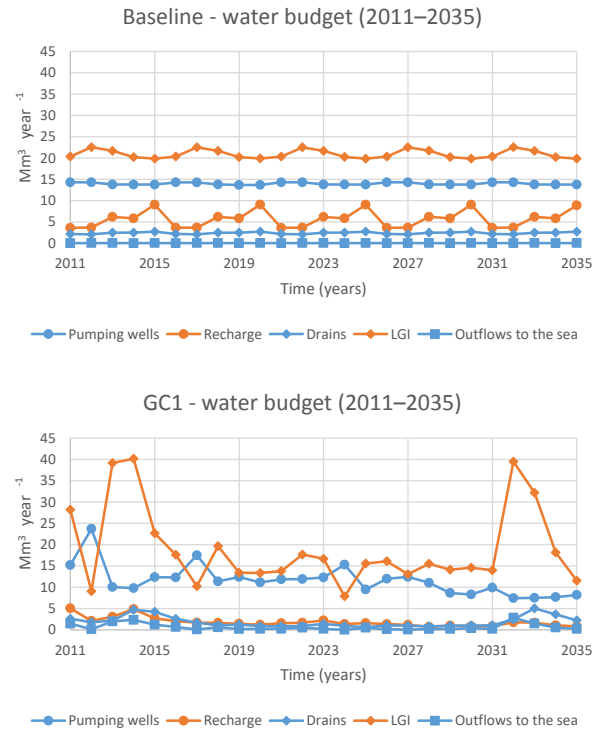 Baseline - water budget (2011–2035)
45
40
35
30
25
20
15
10
5
0
Mm³ year ⁻¹
2011 2015 2019 2023 2027 2031 2035
Time (years)
Pumping wells Recharge Drains LGI Outflows to the sea
GC1 - water budget (2011–2035)
45
40
35
30
25
20
15
10
5
0
Mm³ year ⁻¹
2011 2015 2019 2023 2027 2031 2035
Time (years)
Pumping wells Recharge Drains LGI Outflows to the sea